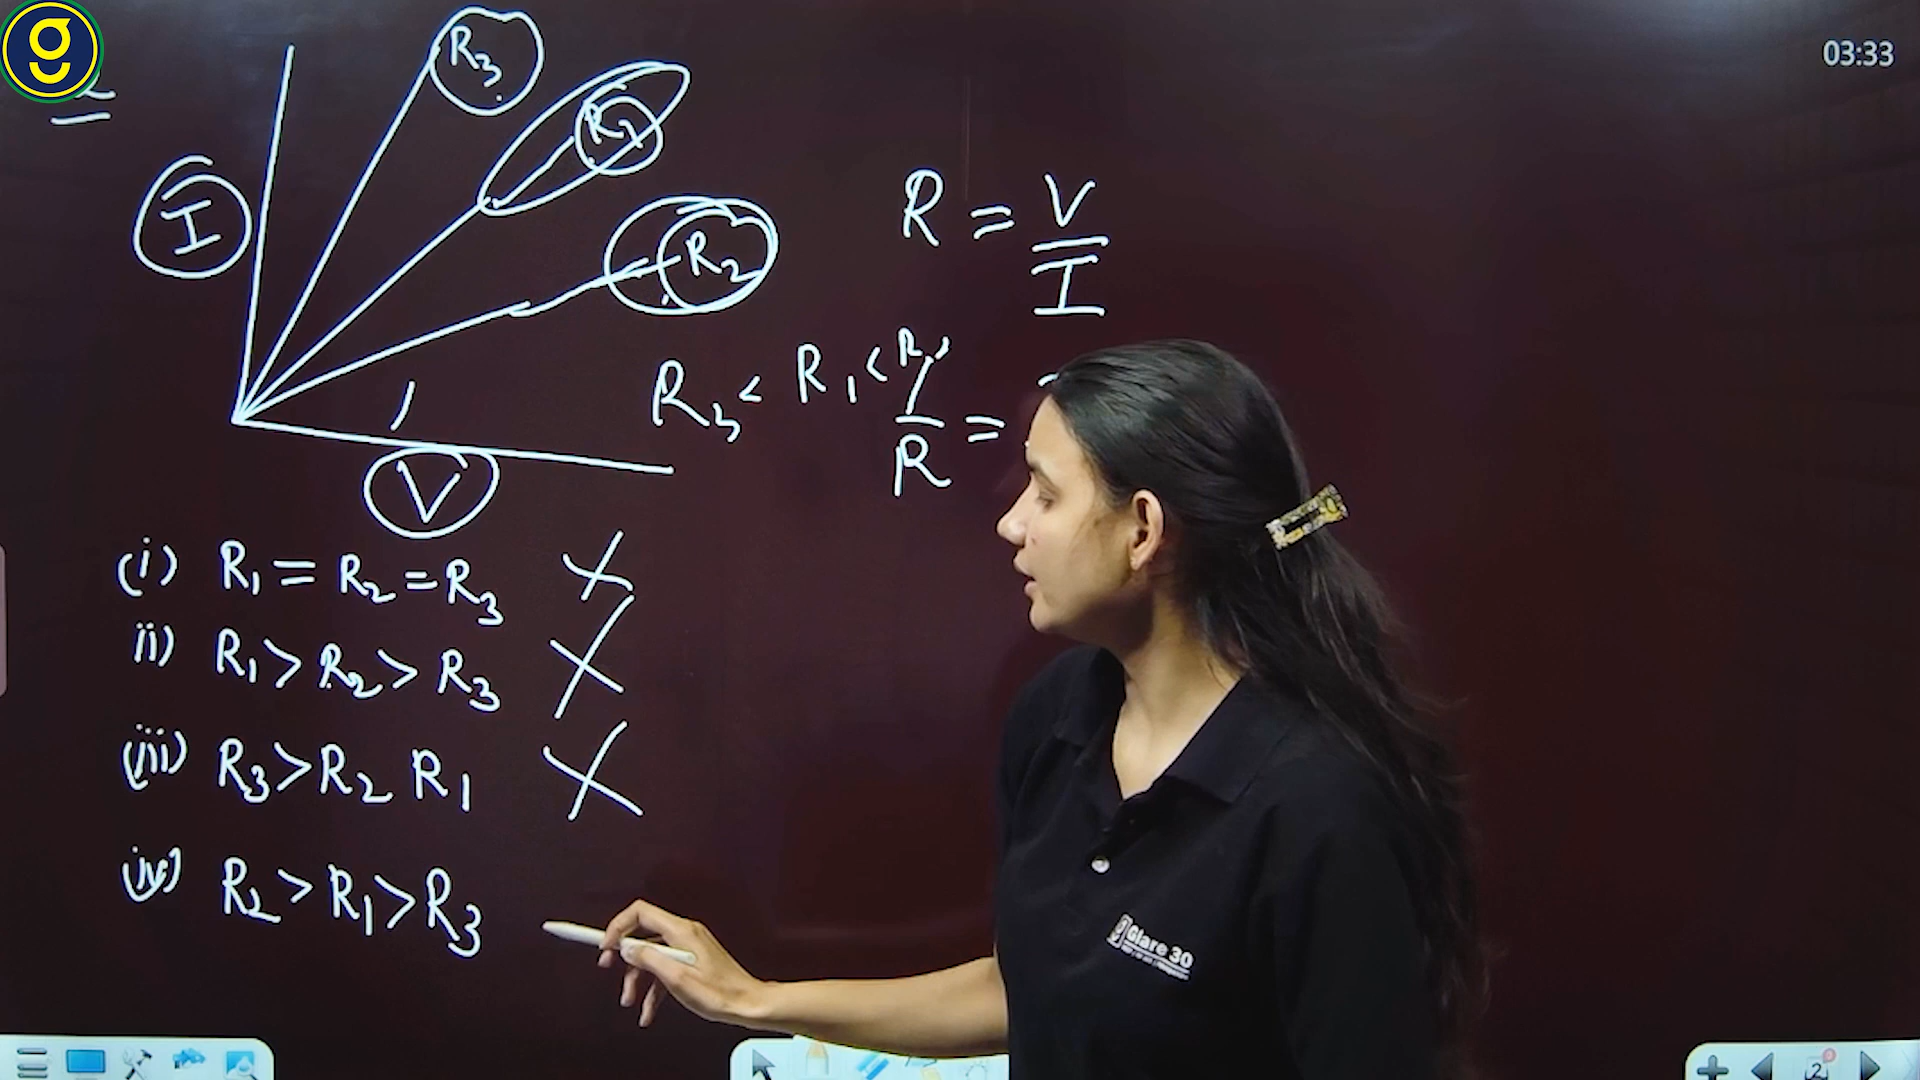 g
03:33
R3
R1
I
R2
R = V/I
R3 < R1 < R2
1/R =
V
(i) R1 = R2 = R3
ii) R1 > R2 > R3
(iii) R3 > R2 R1
iv) R2 > R1 > R3
Glare 30
2